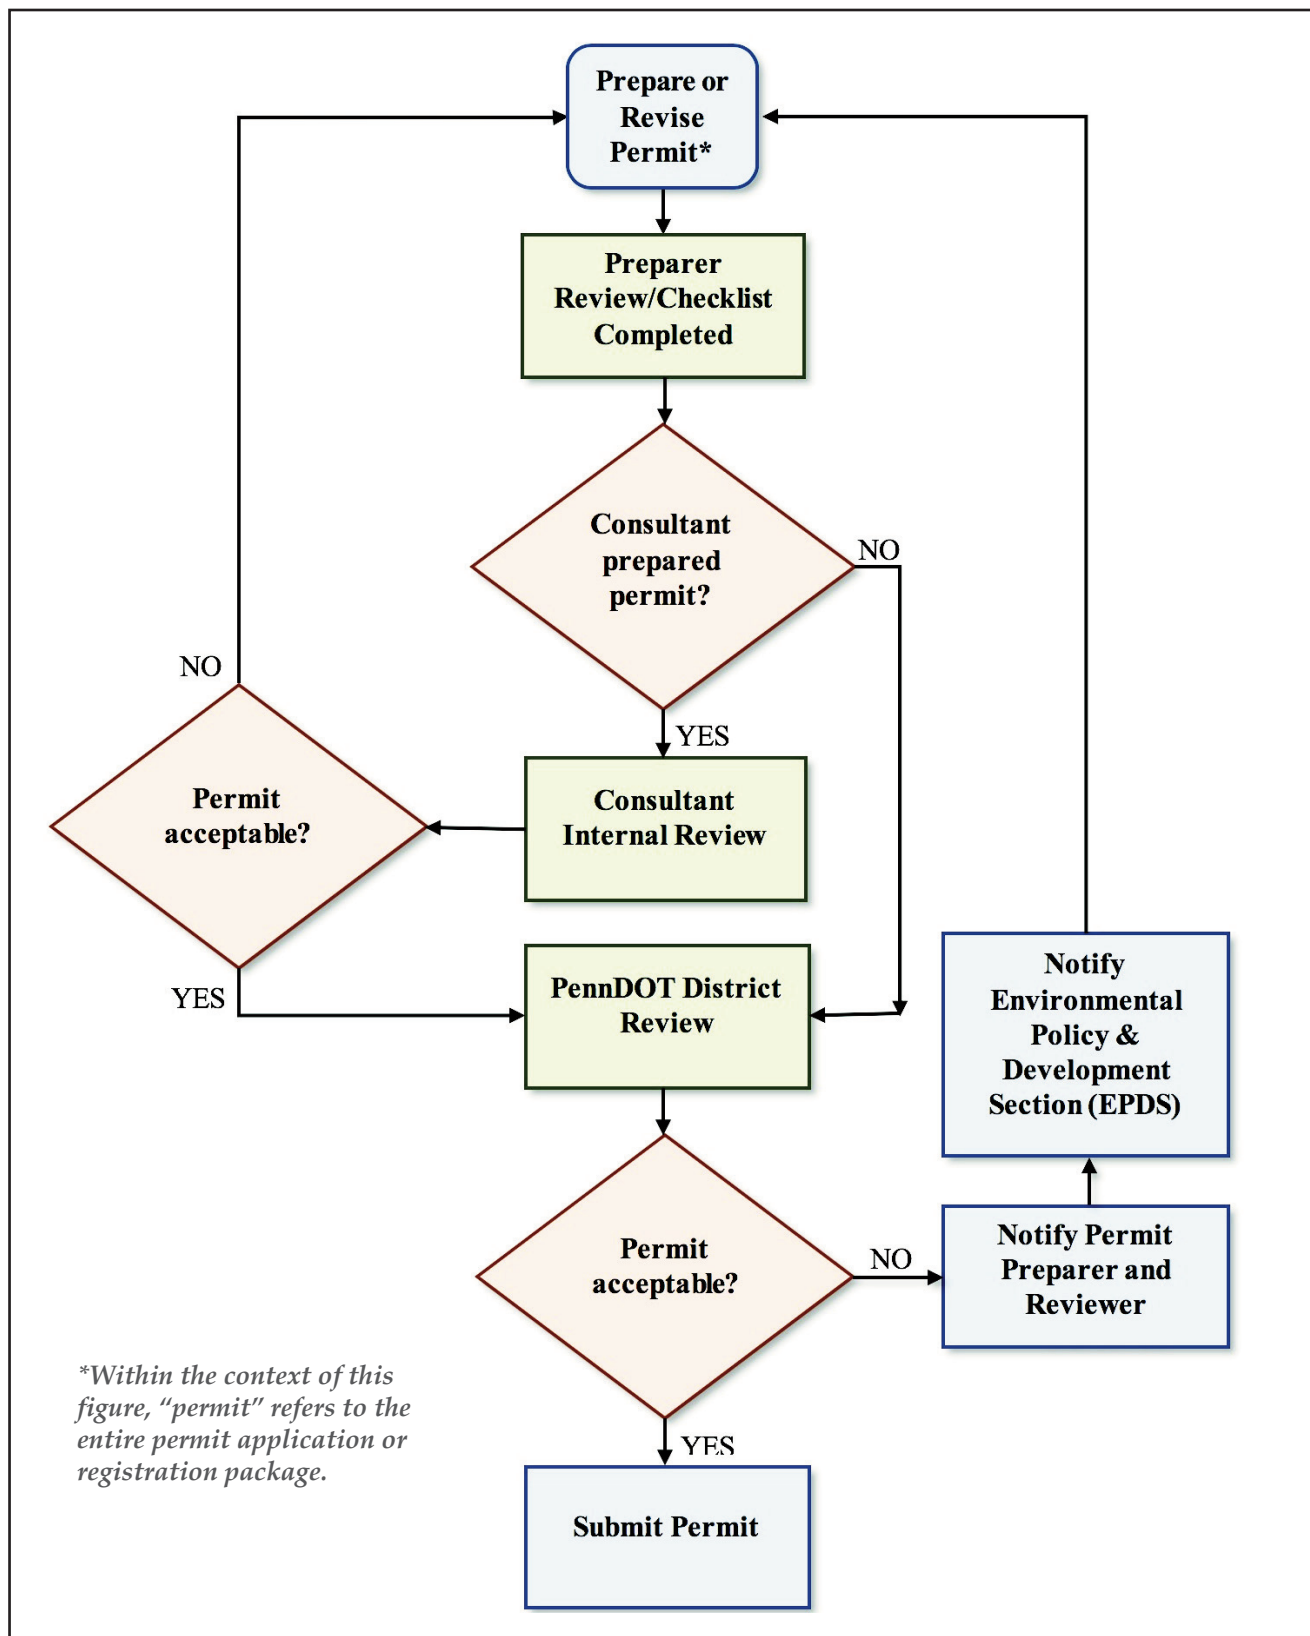 Prepare or
Revise
Permit*
Preparer
Review/Checklist
Completed
Consultant
prepared
permit?
NO
YES
Consultant
Internal Review
NO
Permit
acceptable?
YES
PennDOT District
Review
Notify
Environmental
Policy &
Development
Section (EPDS)
Permit
acceptable?
NO
Notify Permit
Preparer and
Reviewer
YES
Submit Permit
*Within the context of this
figure, “permit” refers to the
entire permit application or
registration package.